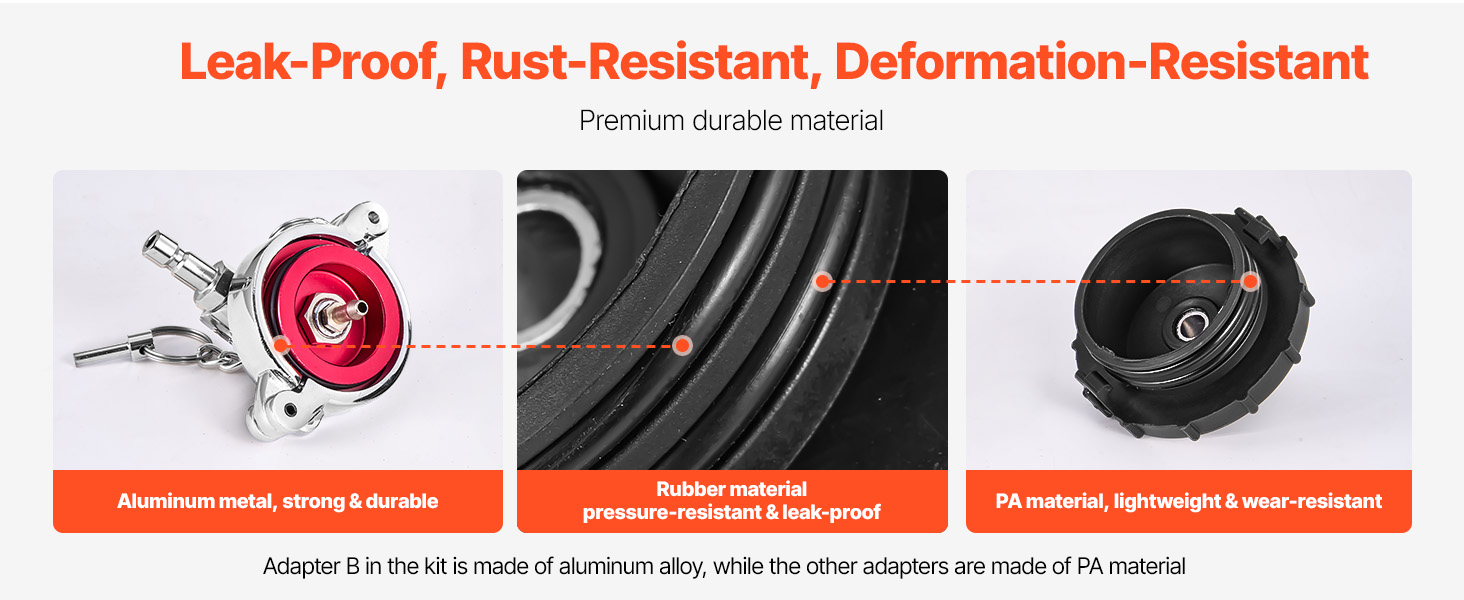 Leak-Proof, Rust-Resistant, Deformation-Resistant
Premium durable material
Aluminum metal, strong & durable
Rubber material
pressure-resistant & leak-proof
PA material, lightweight & wear-resistant
Adapter B in the kit is made of aluminum alloy, while the other adapters are made of PA material